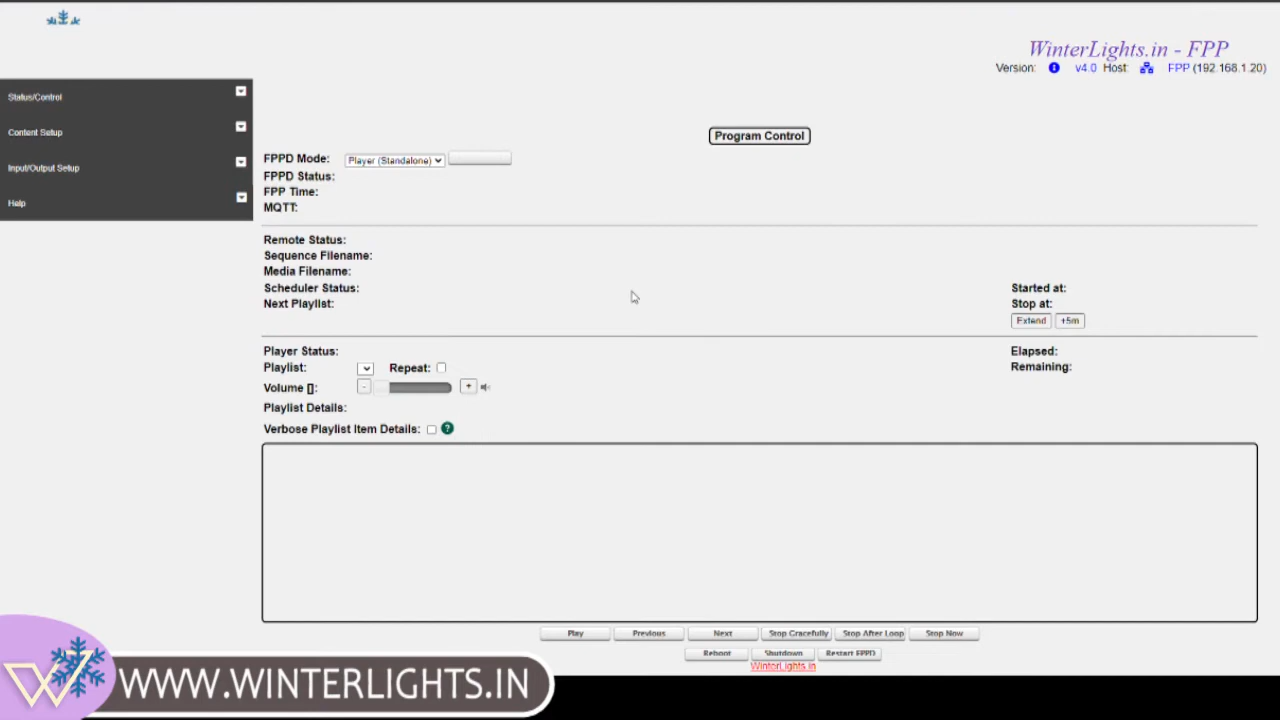 WinterLights.in - FPP
Version: v4.0 Host: FPP (192.168.1.20)
Status/Control
Content Setup
Input/Output Setup
Help
Program Control
FPPD Mode: Player (Standalone)
FPPD Status:
FPP Time:
MQTT:
Remote Status:
Sequence Filename:
Media Filename:
Scheduler Status:
Started at:
Next Playlist:
Stop at:
Extend +5m
Player Status:
Elapsed:
Playlist: Repeat:
Remaining:
Volume []: - +
Playlist Details:
Verbose Playlist Item Details: ?
Play Previous Next Stop Gracefully Stop After Loop Stop Now
Reboot Shutdown Restart FPPD
WinterLights.in
W WWW.WINTERLIGHTS.IN